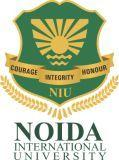 COURAGE INTEGRITY HONOUR
NIU
NOIDA
INTERNATIONAL
UNIVERSITY